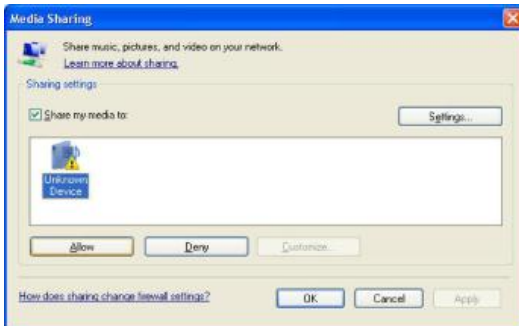 Media Sharing
Share music, pictures, and video on your network.
Learn more about sharing.
Sharing settings
Share my media to:
Settings...
Unknown
Device
Allow
Deny
Customize...
How does sharing change firewall settings?
OK
Cancel
Apply